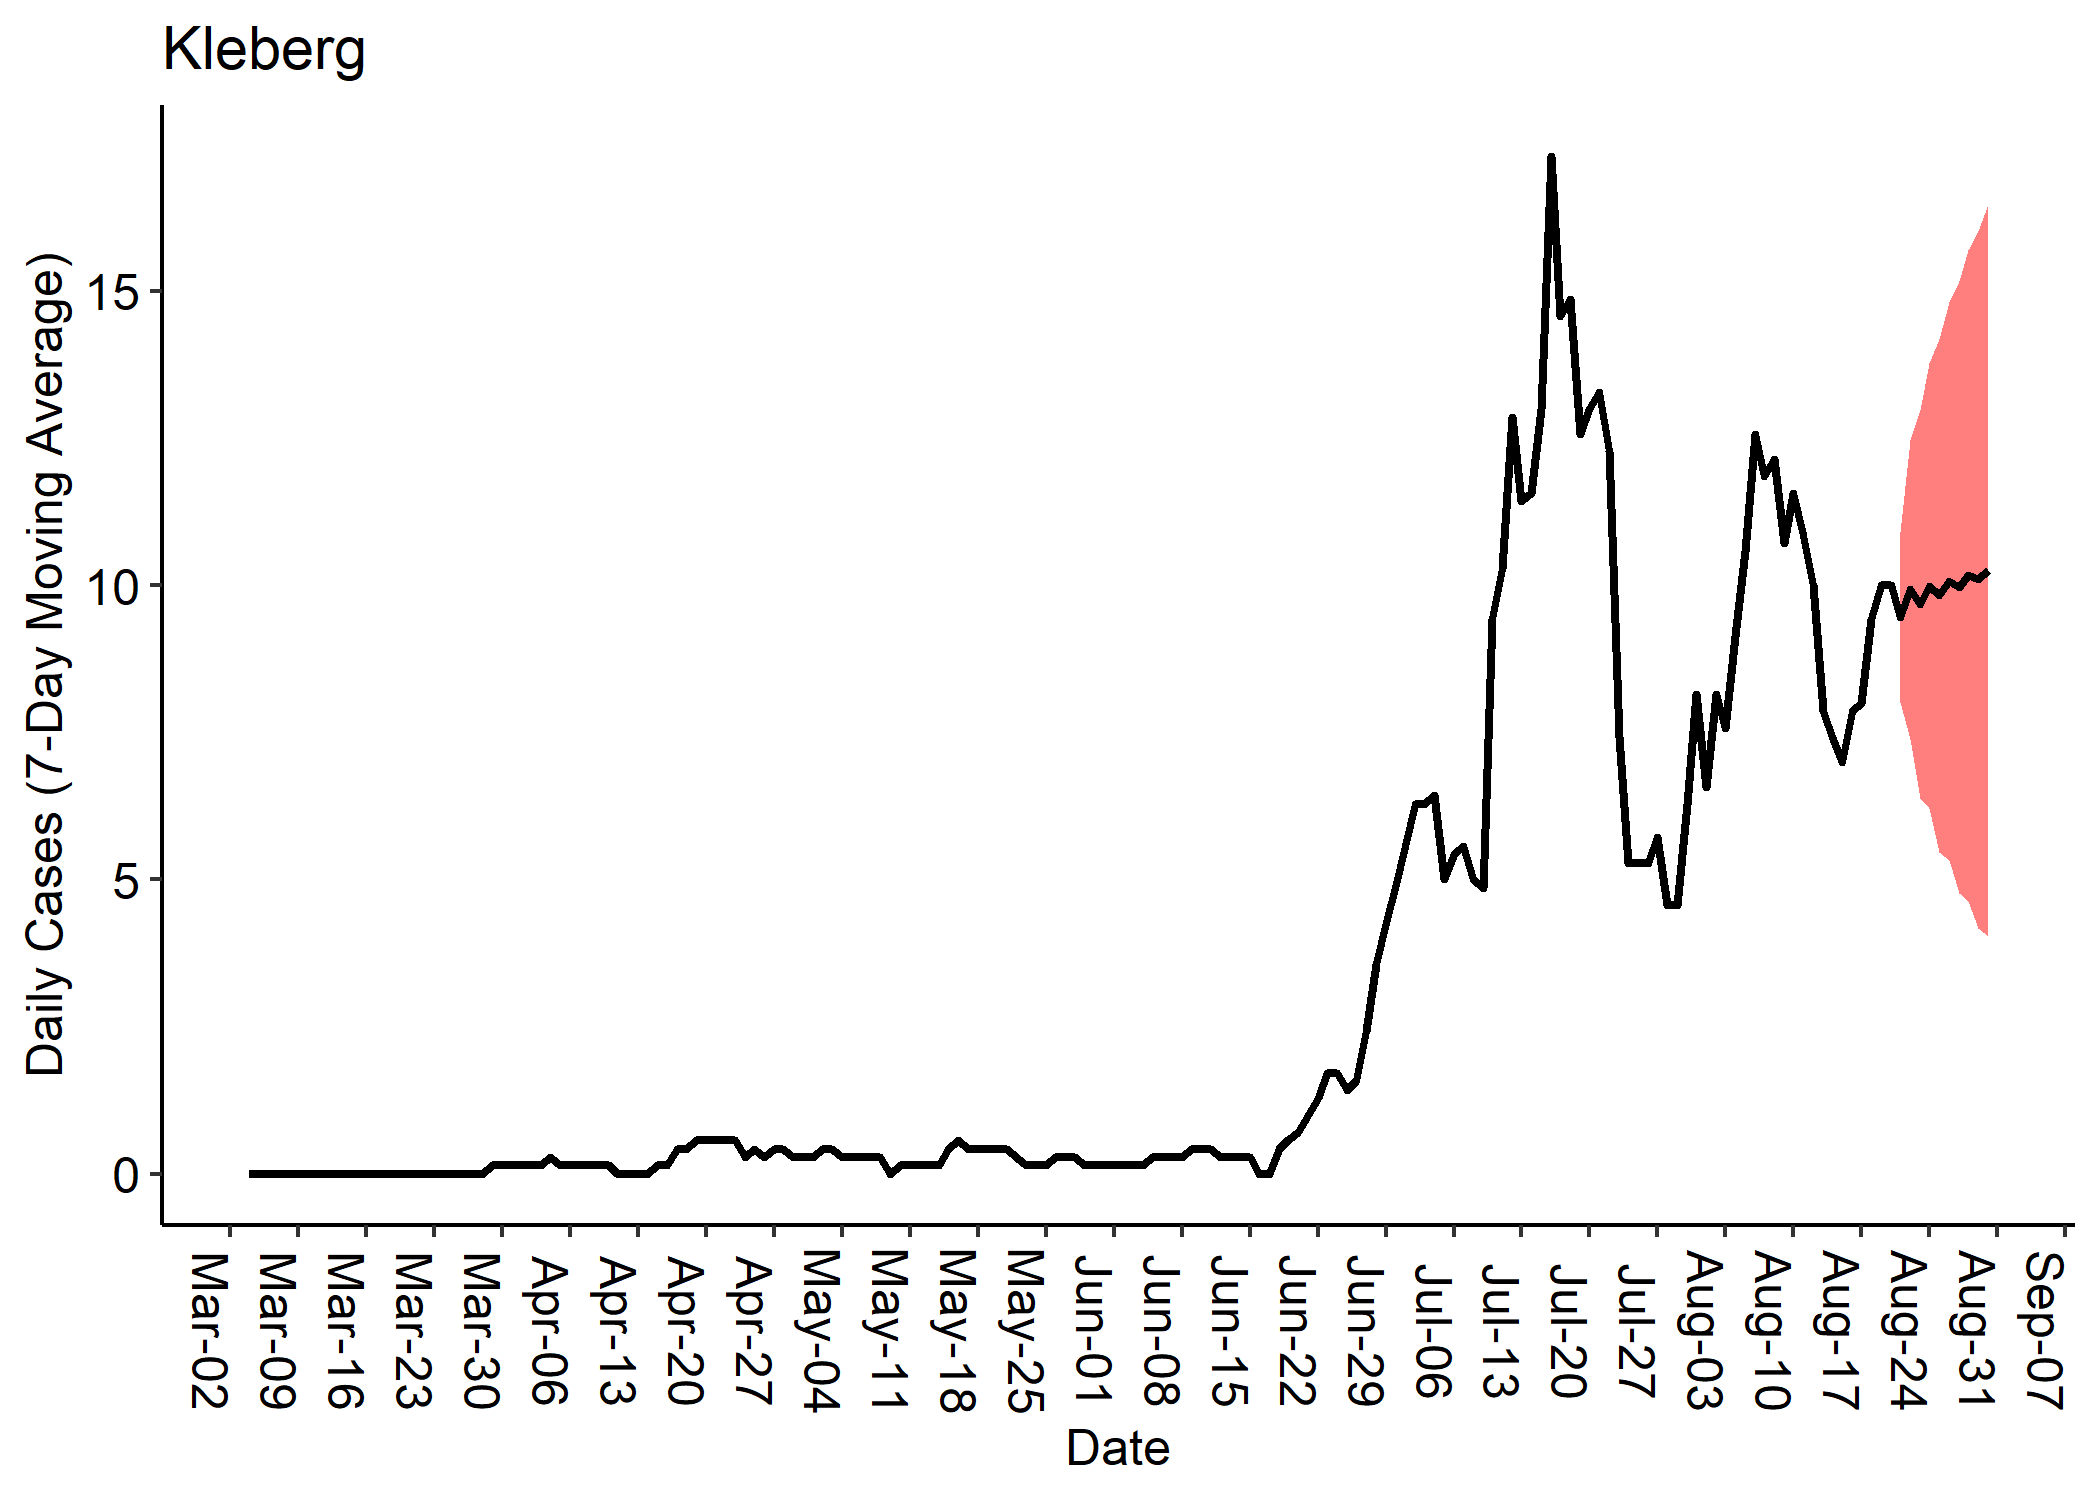 Kleberg
Daily Cases (7-Day Moving Average)
15
10
5
0
Mar-02
Mar-09
Mar-16
Mar-23
Mar-30
Apr-06
Apr-13
Apr-20
Apr-27
May-04
May-11
May-18
May-25
Jun-01
Jun-08
Jun-15
Jun-22
Jun-29
Jul-06
Jul-13
Jul-20
Jul-27
Aug-03
Aug-10
Aug-17
Aug-24
Aug-31
Sep-07
Date